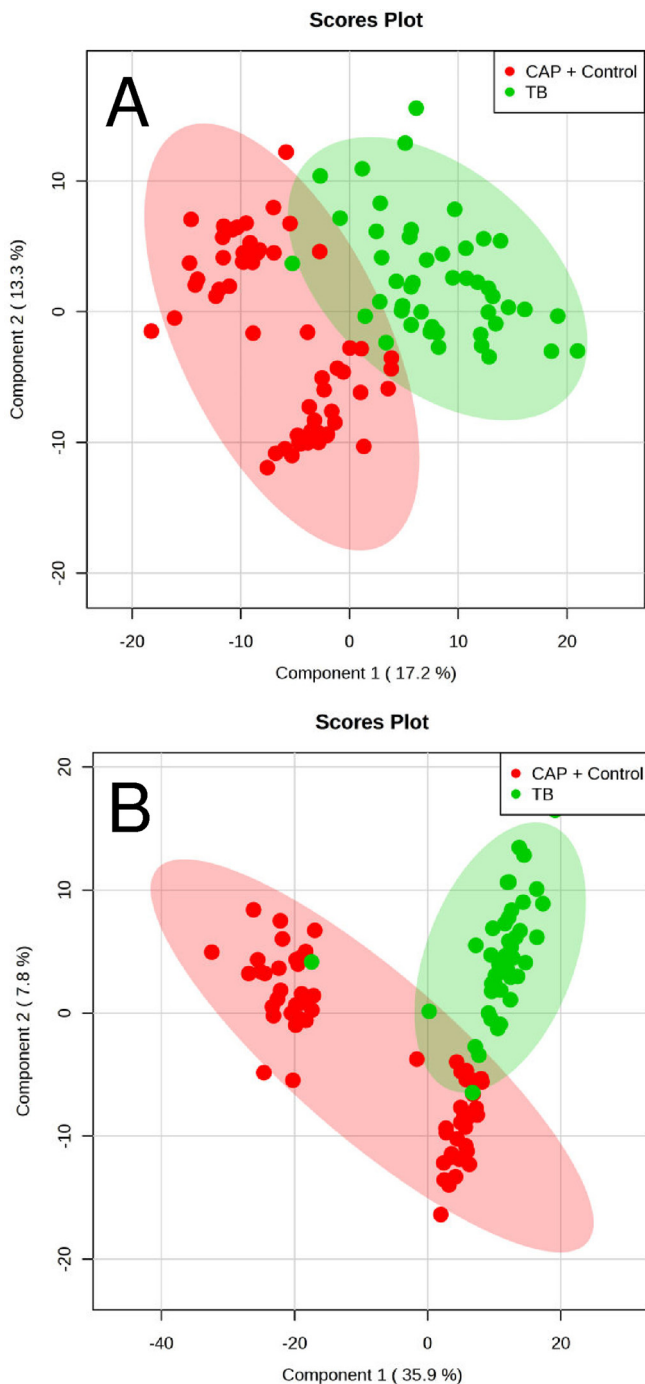 Scores Plot
A
CAP + Control
TB
10
0
-10
-20
Component 2 ( 13.3 %)
-20
-10
0
10
20
Component 1 ( 17.2 %)
Scores Plot
B
CAP + Control
TB
20
10
0
-10
-20
Component 2 ( 7.8 %)
-40
-20
0
20
Component 1 ( 35.9 %)